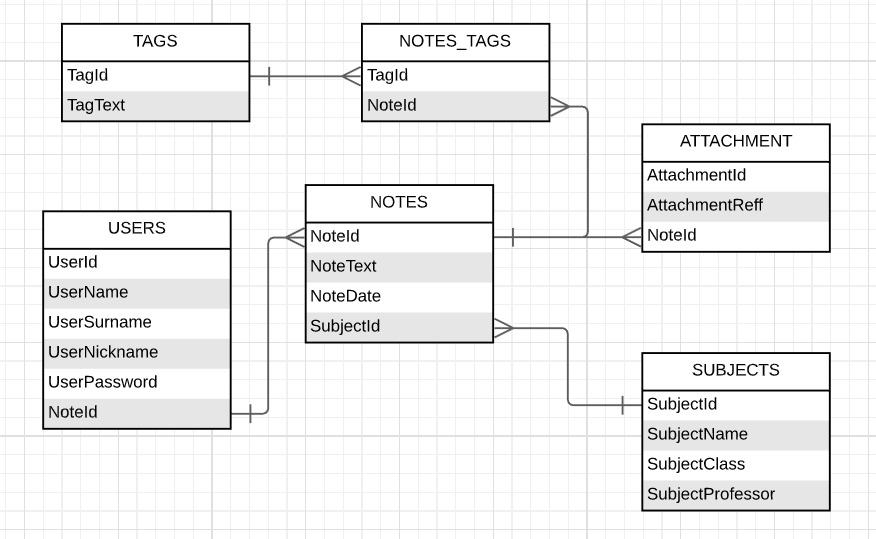 TAGS
TagId
TagText
NOTES_TAGS
TagId
NoteId
ATTACHMENT
AttachmentId
AttachmentReff
NoteId
NOTES
NoteId
NoteText
NoteDate
SubjectId
USERS
UserId
UserName
UserSurname
UserNickname
UserPassword
NoteId
SUBJECTS
SubjectId
SubjectName
SubjectClass
SubjectProfessor